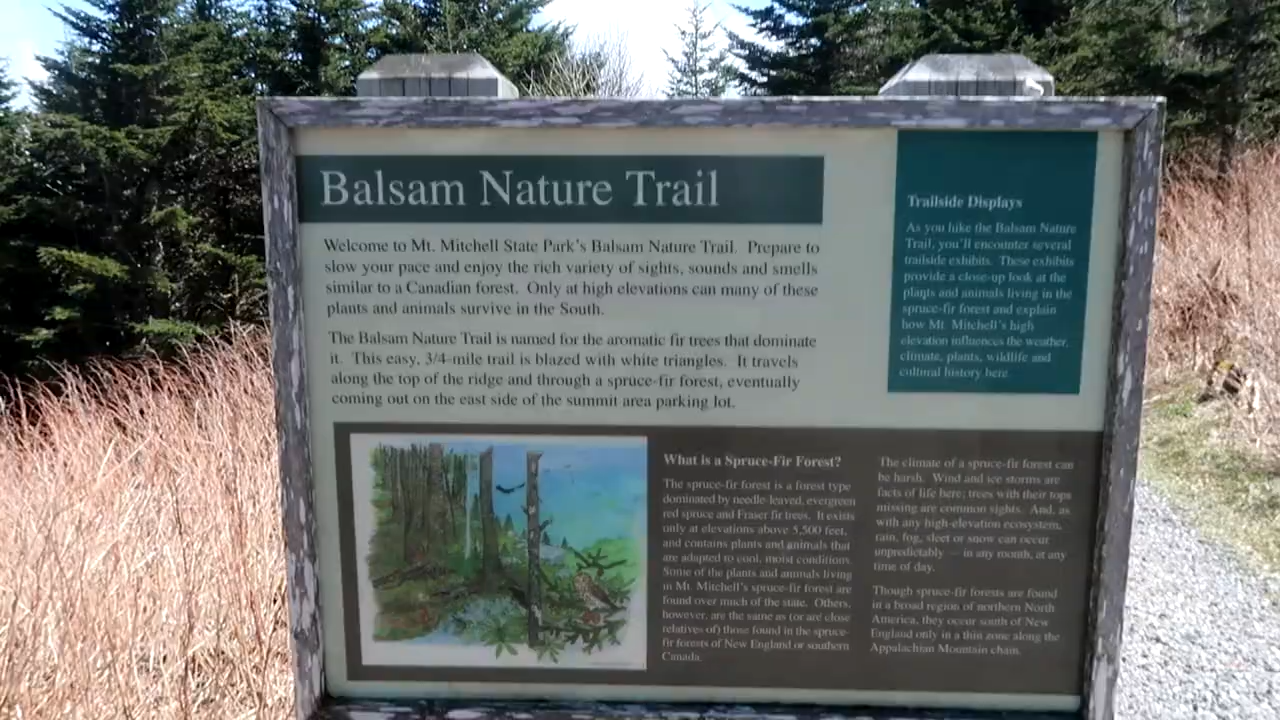 Balsam Nature Trail
Welcome to Mt. Mitchell State Park's Balsam Nature Trail. Prepare to
slow your pace and enjoy the rich variety of sights, sounds and smells
similar to a Canadian forest. Only at high elevations can many of these
plants and animals survive in the South.
The Balsam Nature Trail is named for the aromatic fir trees that dominate
it. This easy, 3/4-mile trail is blazed with white triangles. It travels
along the top of the ridge and through a spruce-fir forest, eventually
coming out on the east side of the summit area parking lot.
Trailside Displays
As you hike the Balsam Nature
Trail, you'll encounter several
trailside exhibits. These exhibits
provide a close-up look at the
plants and animals living in the
spruce-fir forest and explain
how Mt. Mitchell's high
elevation influences the weather,
climate, plants, wildlife and
cultural history here.
What is a Spruce-Fir Forest?
The spruce-fir forest is a forest type
dominated by needle-leaved, evergreen
red spruce and Fraser fir trees. It exists
only at elevations above 5,500 feet,
and contains plants and animals that
are adapted to cool, moist conditions.
Some of the plants and animals living
in Mt. Mitchell's spruce-fir forest are
found over much of the state. Others,
however, are the same as (or are close
relatives of) those found in the spruce-
fir forests of New England or southern
Canada.
The climate of a spruce-fir forest can
be harsh. Wind and ice storms are
facts of life here; trees with their tops
missing are common sights. And, as
with any high-elevation ecosystem,
rain, fog, sleet or snow can occur
unpredictably — in any month, at any
time of day.
Though spruce-fir forests are found
in a broad region of northern North
America, they occur south of New
England only in a thin zone along the
Appalachian Mountain chain.